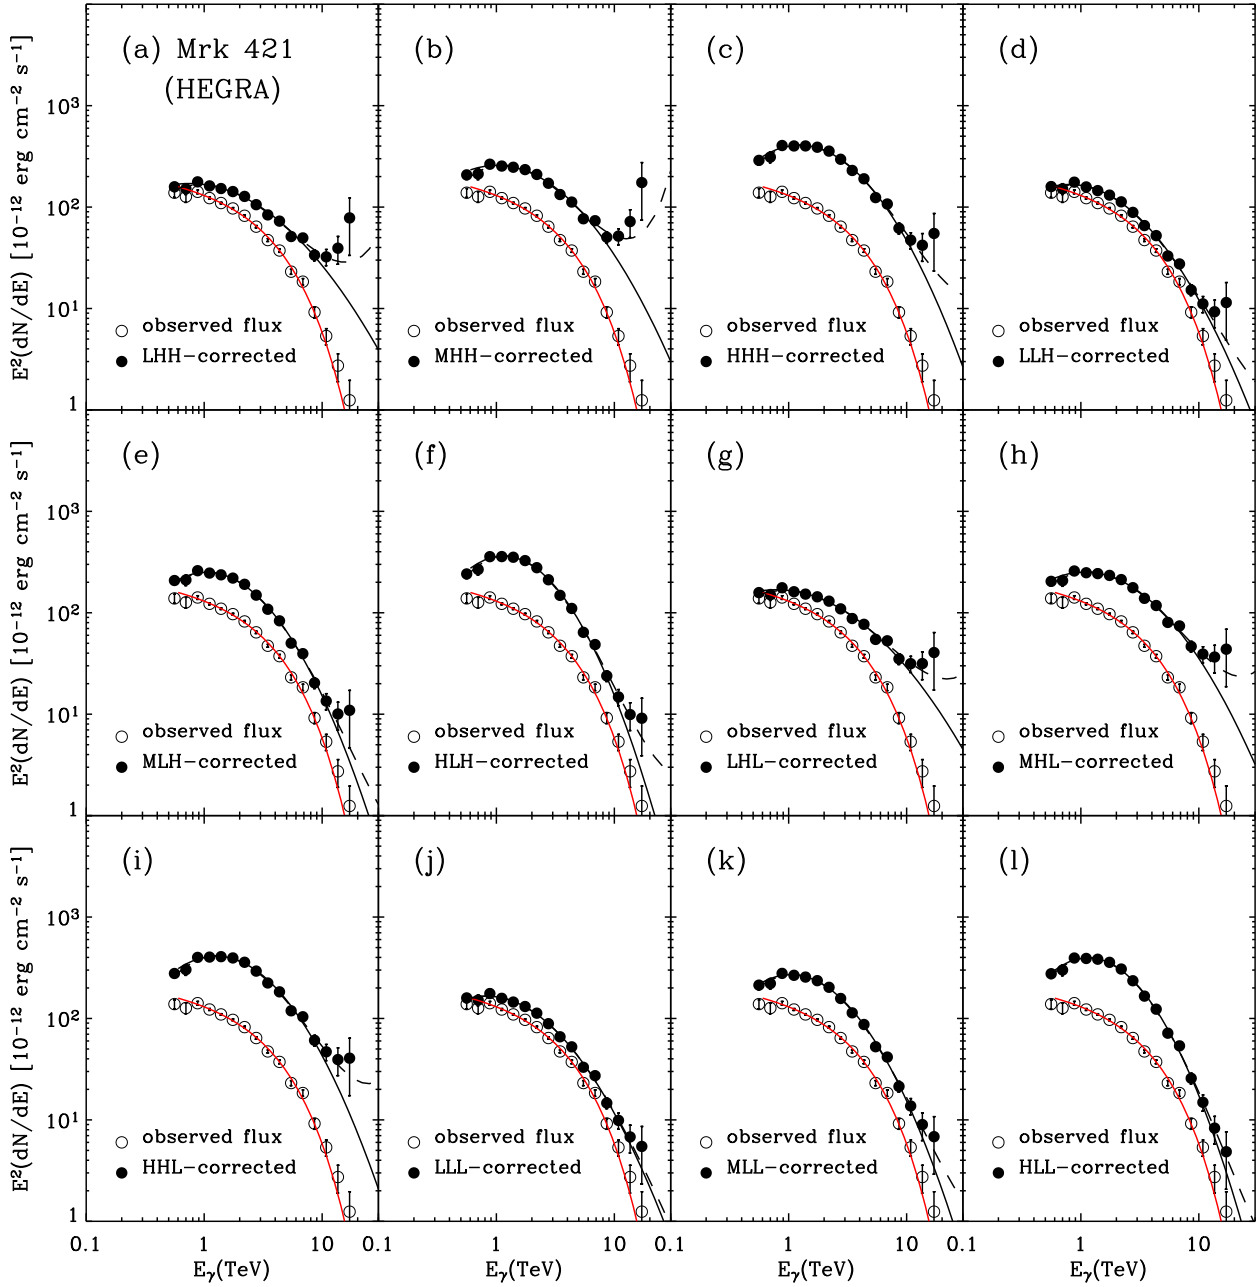 (a) Mrk 421
(HEGRA)
(b)
(c)
(d)
E²(dN/dE) [10⁻¹² erg cm⁻² s⁻¹]
10³
10²
10¹
1
observed flux
LHH-corrected
observed flux
MHH-corrected
observed flux
HHH-corrected
observed flux
LLH-corrected
(e)
(f)
(g)
(h)
E²(dN/dE) [10⁻¹² erg cm⁻² s⁻¹]
10³
10²
10¹
1
observed flux
MLH-corrected
observed flux
HLH-corrected
observed flux
LHL-corrected
observed flux
MHL-corrected
(i)
(j)
(k)
(l)
E²(dN/dE) [10⁻¹² erg cm⁻² s⁻¹]
10³
10²
10¹
1
observed flux
HHL-corrected
observed flux
LLL-corrected
observed flux
MLL-corrected
observed flux
HLL-corrected
0.1 1 10 0.1 1 10 0.1 1 10 0.1 1 10
Eγ(TeV) Eγ(TeV) Eγ(TeV) Eγ(TeV)